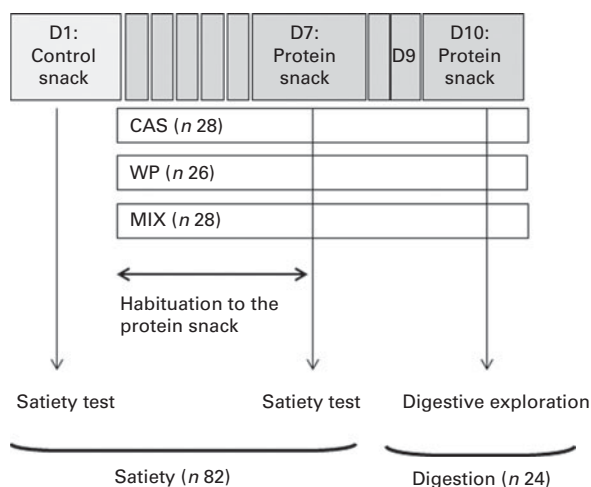 D1:
Control
snack
D7:
Protein
snack
D9
D10:
Protein
snack
CAS (n 28)
WP (n 26)
MIX (n 28)
Habituation to the
protein snack
Satiety test
Satiety test
Digestive exploration
Satiety (n 82)
Digestion (n 24)